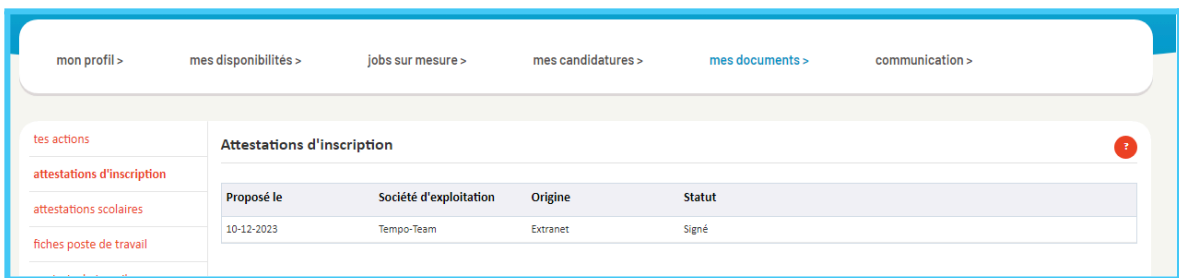 mon profil > mes disponibilités > jobs sur mesure > mes candidatures > mes documents > communication >
tes actions
attestations d'inscription
attestations scolaires
fiches poste de travail
Attestations d'inscription
?
Proposé le Société d'exploitation Origine Statut
10-12-2023 Tempo-Team Extranet Signé